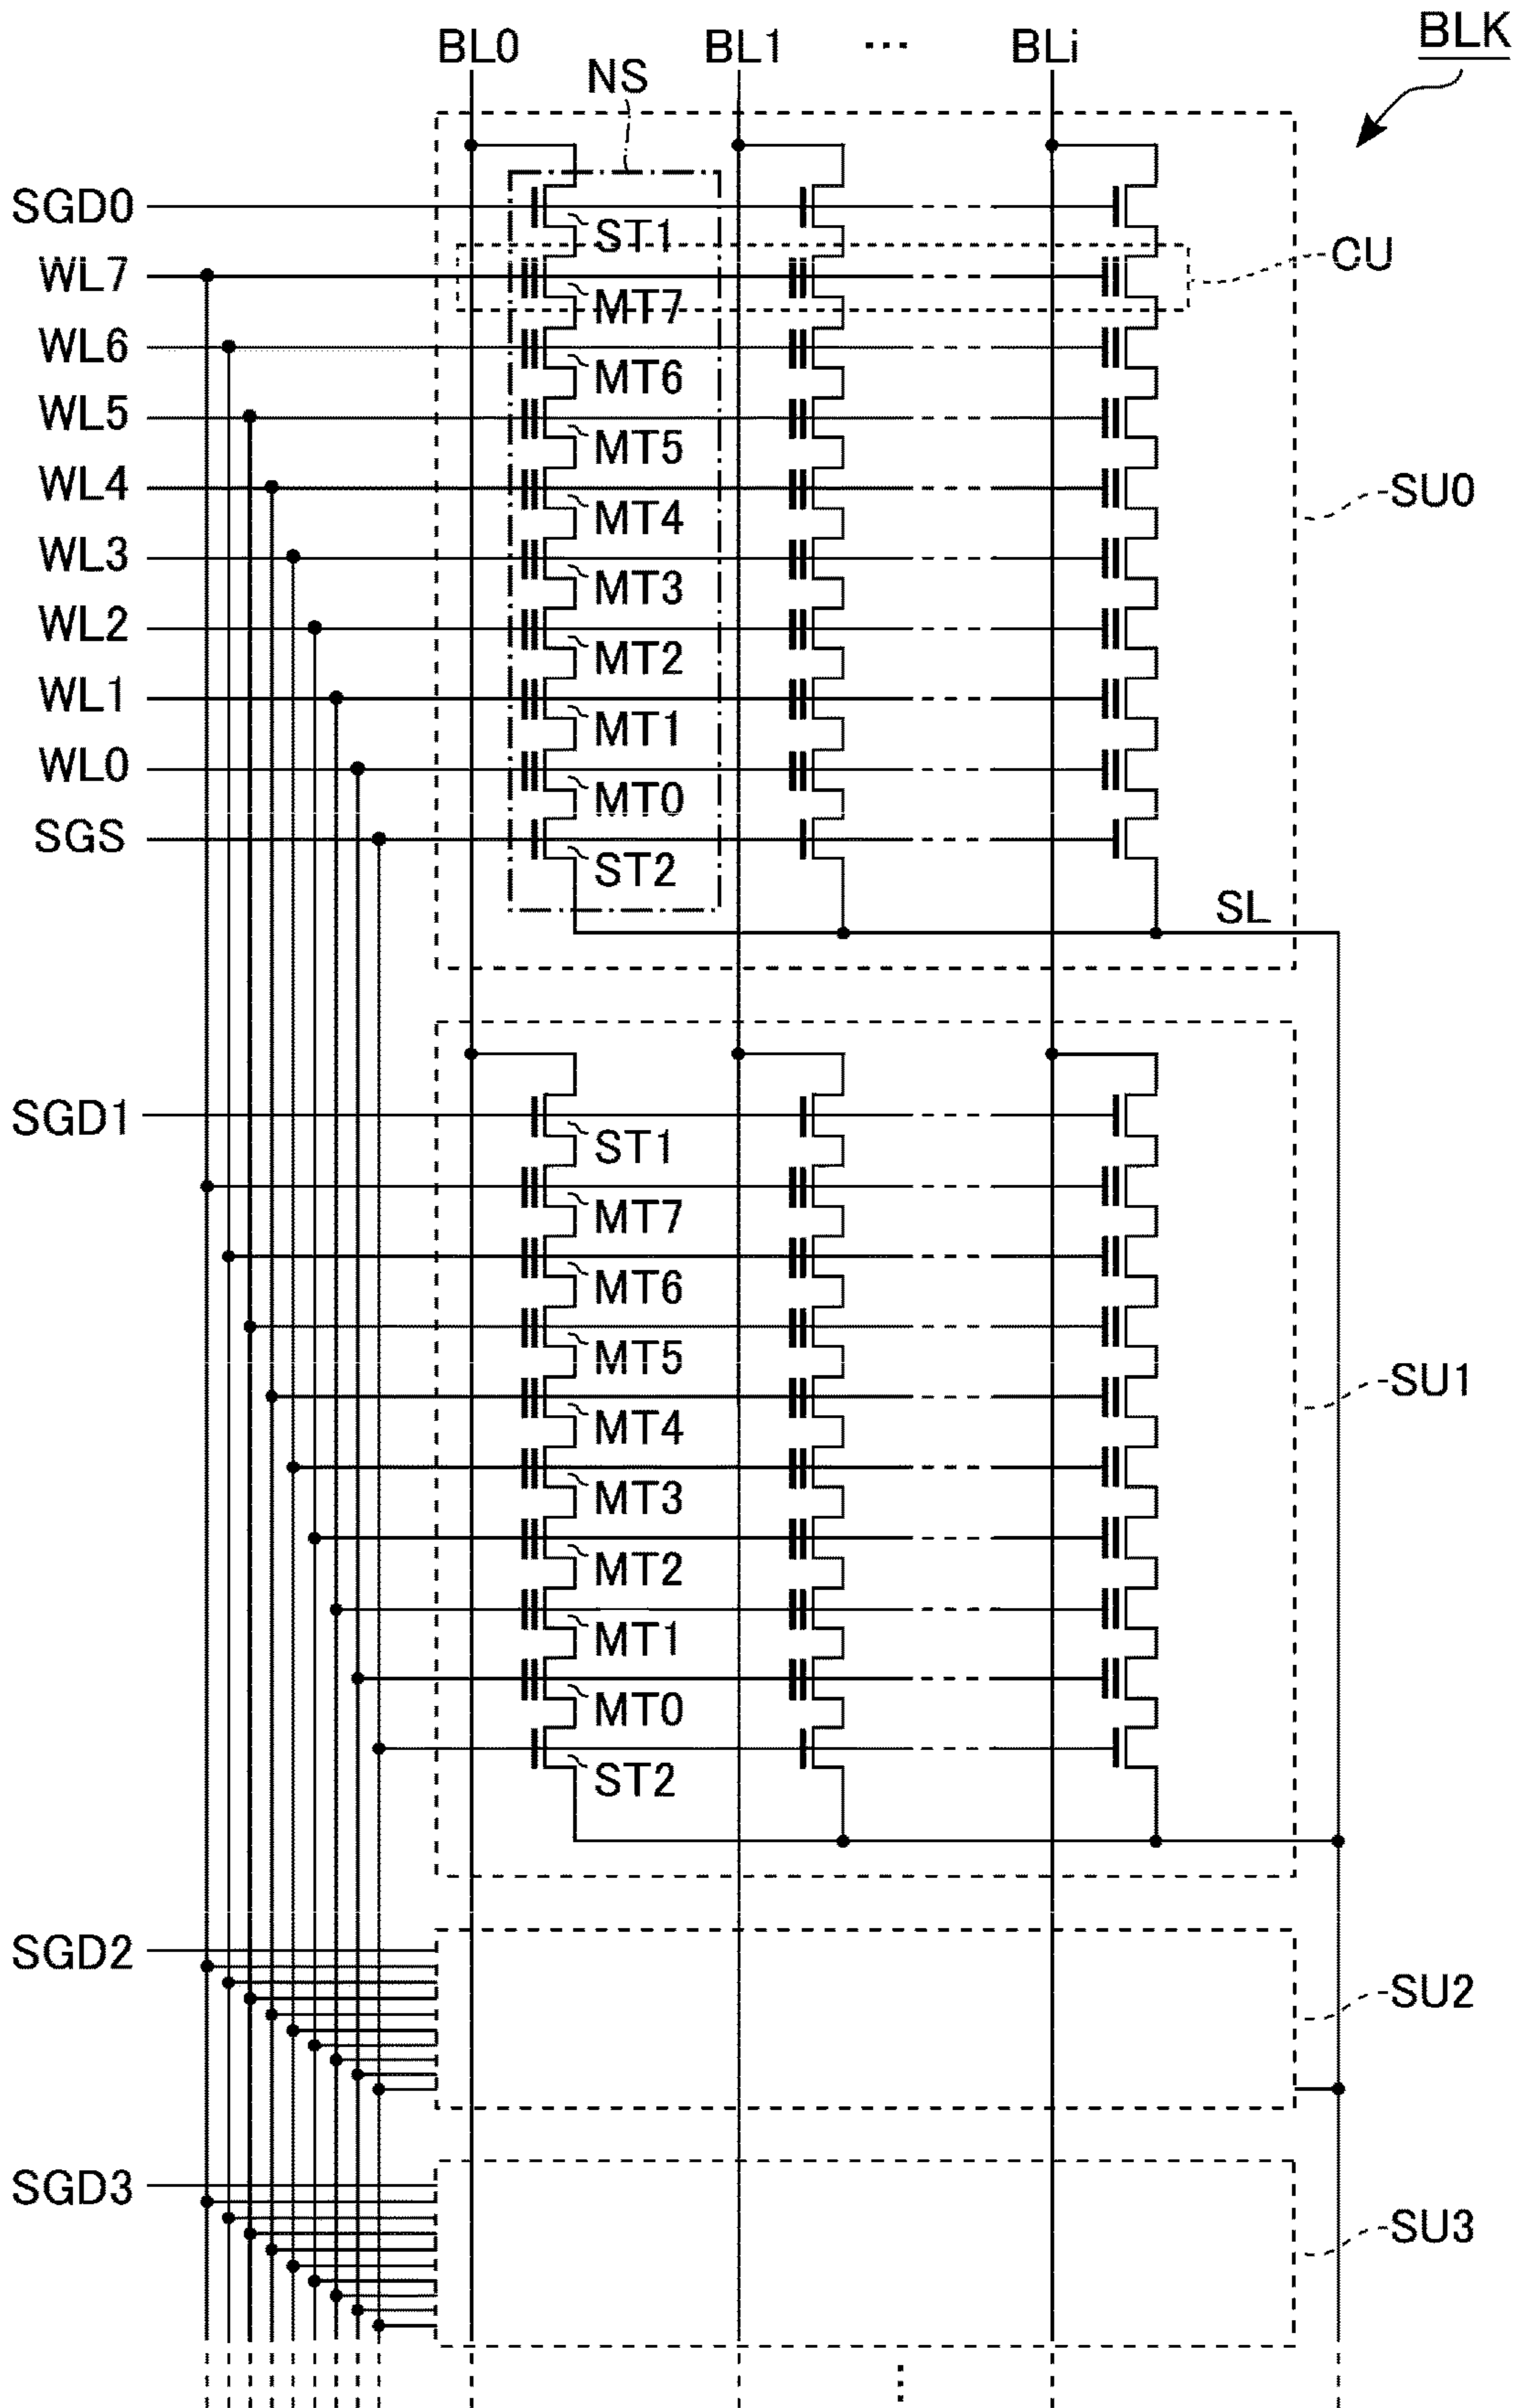 BLK
BL0 BL1 ... BLi
NS
SGD0
ST1
WL7
CU
MT7
WL6
MT6
WL5
MT5
WL4
SU0
MT4
WL3
MT3
WL2
MT2
WL1
MT1
WL0
MT0
SGS
ST2
SL
SGD1
ST1
MT7
MT6
MT5
SU1
MT4
MT3
MT2
MT1
MT0
ST2
SGD2
SU2
SGD3
SU3